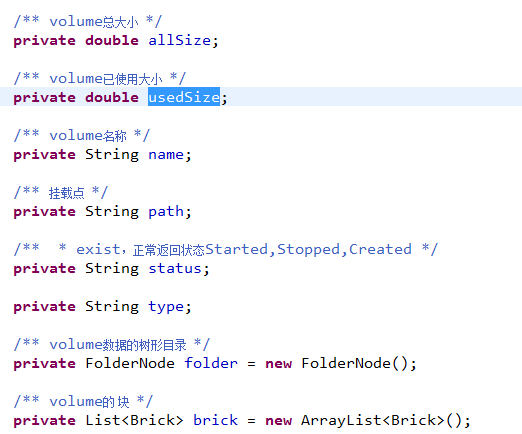 /** volume总大小 */
private double allSize;
/** volume已使用大小 */
private double usedSize;
/** volume名称 */
private String name;
/** 挂载点 */
private String path;
/**  * exist，正常返回状态Started,Stopped,Created */
private String status;
private String type;
/** volume数据的树形目录 */
private FolderNode folder = new FolderNode();
/** volume的块 */
private List<Brick> brick = new ArrayList<Brick>();